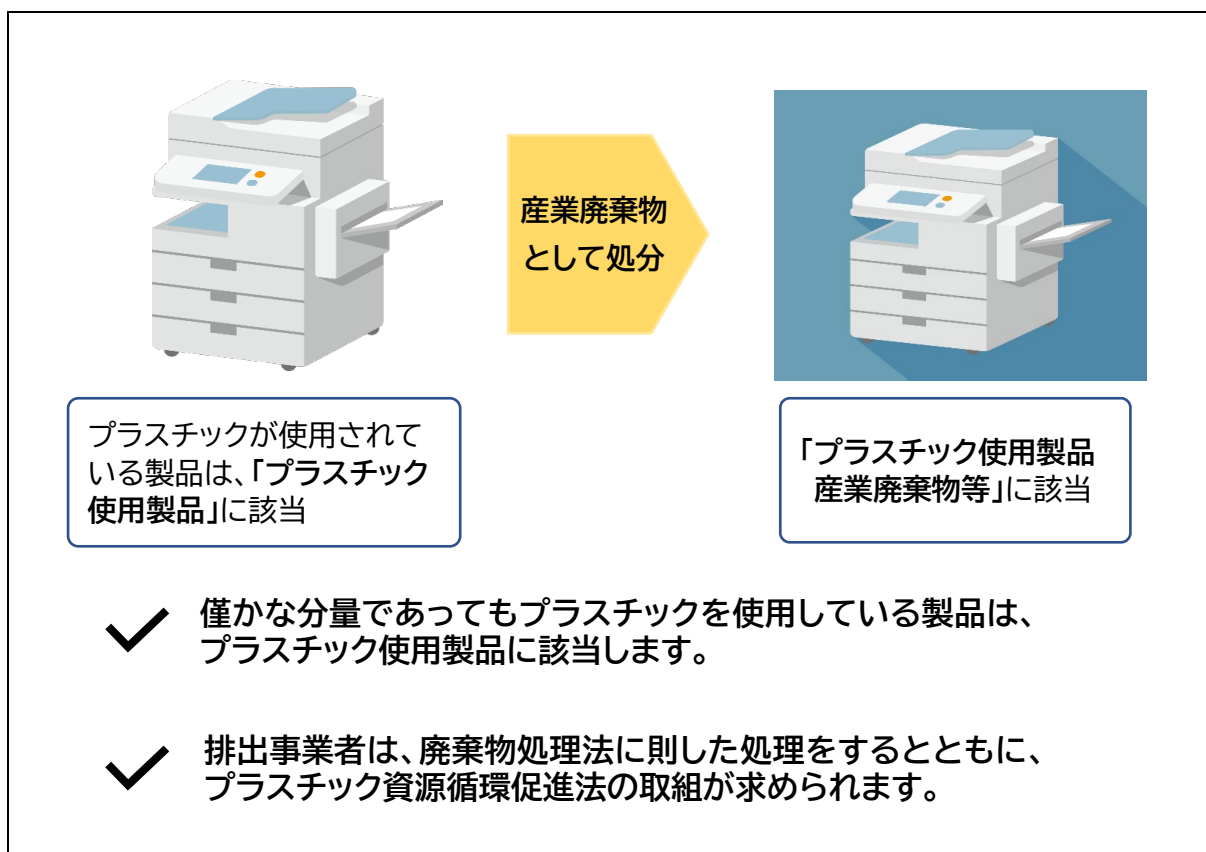 産業廃棄物
として処分
プラスチックが使用されて
いる製品は、「プラスチック
使用製品」に該当
「プラスチック使用製品
産業廃棄物等」に該当
僅かな分量であってもプラスチックを使用している製品は、
プラスチック使用製品に該当します。
排出事業者は、廃棄物処理法に則した処理をするとともに、
プラスチック資源循環促進法の取組が求められます。